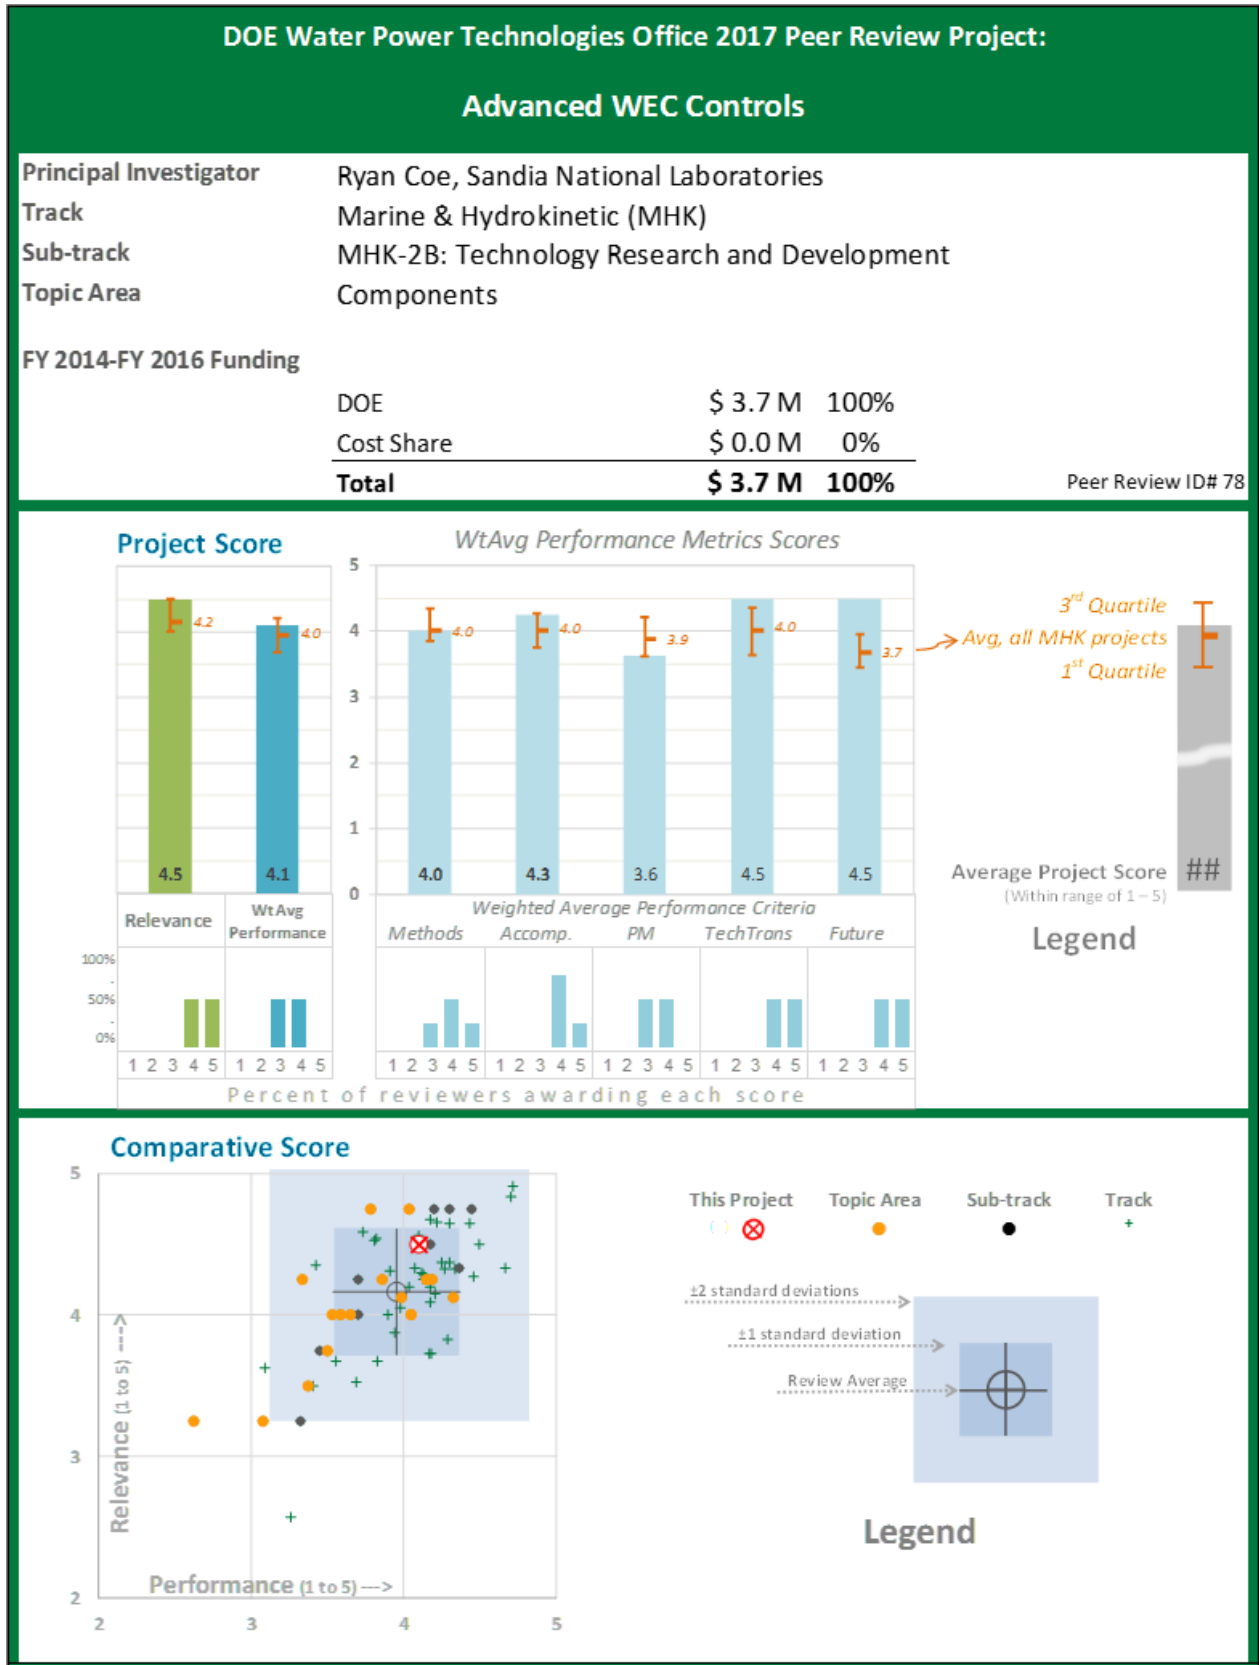 DOE Water Power Technologies Office 2017 Peer Review Project:
Advanced WEC Controls
Principal Investigator Ryan Coe, Sandia National Laboratories
Track Marine & Hydrokinetic (MHK)
Sub-track MHK-2B: Technology Research and Development
Topic Area Components
FY 2014-FY 2016 Funding
DOE $ 3.7 M 100%
Cost Share $ 0.0 M 0%
Total $ 3.7 M 100%
Peer Review ID# 78
Project Score
WtAvg Performance Metrics Scores
5
4
3
2
1
0
4.2
4.0
4.0
4.0
3.9
4.0
3.7
4.5
4.1
4.0
4.3
3.6
4.5
4.5
3rd Quartile
Avg, all MHK projects
1st Quartile
Average Project Score ##
(Within range of 1 – 5)
Legend
Relevance
WtAvg
Performance
Weighted Average Performance Criteria
Methods Accomp. PM TechTrans Future
100%
-
50%
-
0%
1 2 3 4 5 1 2 3 4 5 1 2 3 4 5 1 2 3 4 5 1 2 3 4 5 1 2 3 4 5 1 2 3 4 5
Percent of reviewers awarding each score
Comparative Score
5
4
3
2
Relevance (1 to 5) --->
Performance (1 to 5) --->
2 3 4 5
This Project Topic Area Sub-track Track
±2 standard deviations
±1 standard deviation
Review Average
Legend